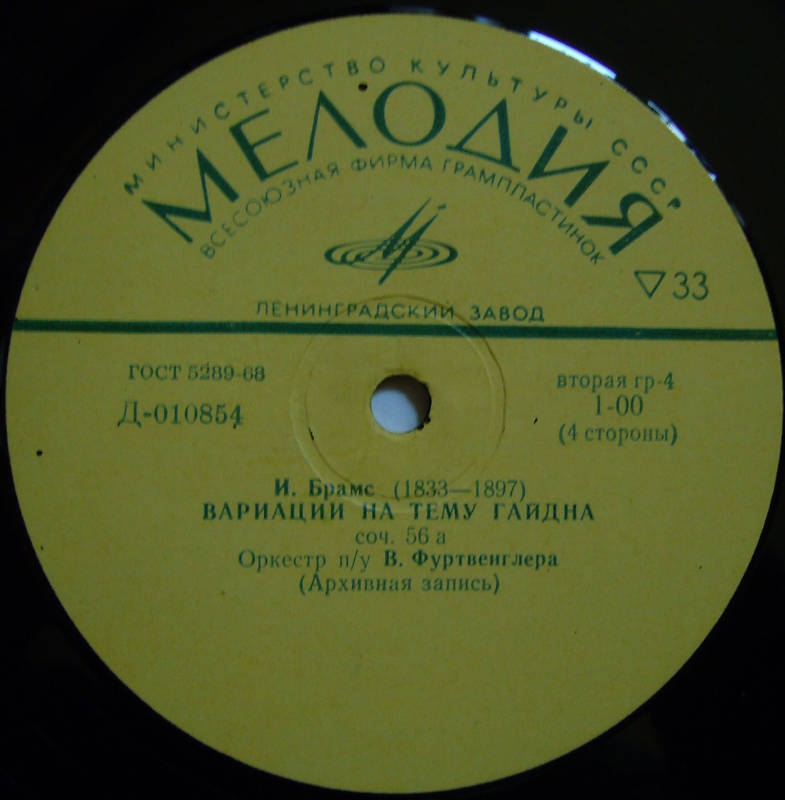 МИНИСТЕРСТВО КУЛЬТУРЫ СССР
МЕЛОДИЯ
ВСЕСОЮЗНАЯ ФИРМА ГРАМПЛАСТИНОК
▽33
ЛЕНИНГРАДСКИЙ ЗАВОД
ГОСТ 5289-68
Д-010854
вторая гр-4
1-00
(4 стороны)
И. Брамс (1833—1897)
ВАРИАЦИИ НА ТЕМУ ГАЙДНА
соч. 56 а
Оркестр п/у В. Фуртвенглера
(Архивная запись)